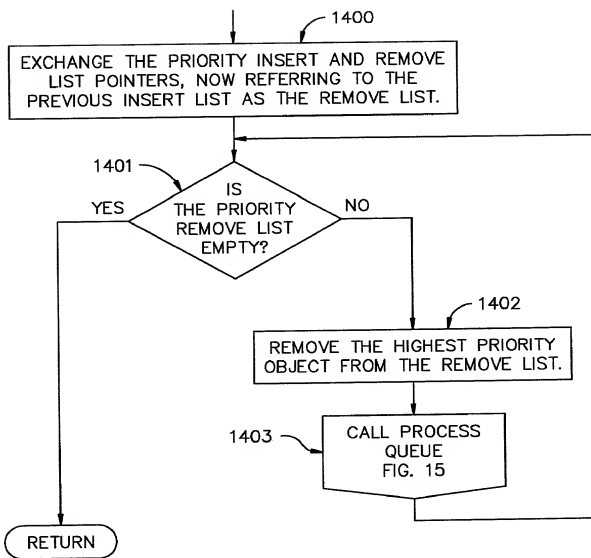 1400
EXCHANGE THE PRIORITY INSERT AND REMOVE
LIST POINTERS, NOW REFERRING TO THE
PREVIOUS INSERT LIST AS THE REMOVE LIST.
1401
IS
THE PRIORITY
REMOVE LIST
EMPTY?
YES
NO
1402
REMOVE THE HIGHEST PRIORITY
OBJECT FROM THE REMOVE LIST.
1403
CALL PROCESS
QUEUE
FIG. 15
RETURN